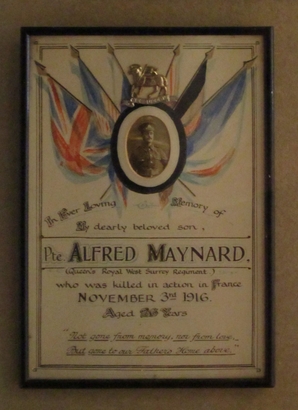 In Ever Loving Memory of
My dearly beloved son,
Pte ALFRED MAYNARD.
(Queen's Royal West Surrey Regiment)
who was killed in action in France
NOVEMBER 3rd 1916.
Aged Years
"Not gone from memory, nor from love,
But gone to our Father's Home above."